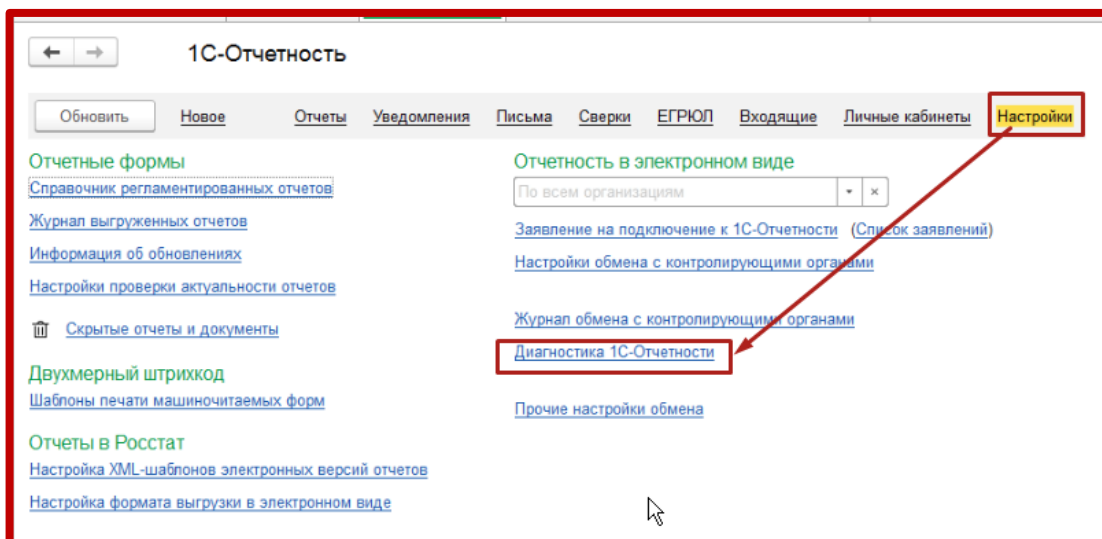 1С-Отчетность
Обновить Новое Отчеты Уведомления Письма Сверки ЕГРЮЛ Входящие Личные кабинеты Настройки
Отчетные формы
Справочник регламентированных отчетов
Журнал выгруженных отчетов
Информация об обновлениях
Настройки проверки актуальности отчетов
Скрытые отчеты и документы
Двухмерный штрихкод
Шаблоны печати машиночитаемых форм
Отчеты в Росстат
Настройка XML-шаблонов электронных версий отчетов
Настройка формата выгрузки в электронном виде
Отчетность в электронном виде
По всем организациям
Заявление на подключение к 1С-Отчетности (Список заявлений)
Настройки обмена с контролирующими органами
Журнал обмена с контролирующими органами
Диагностика 1С-Отчетности
Прочие настройки обмена